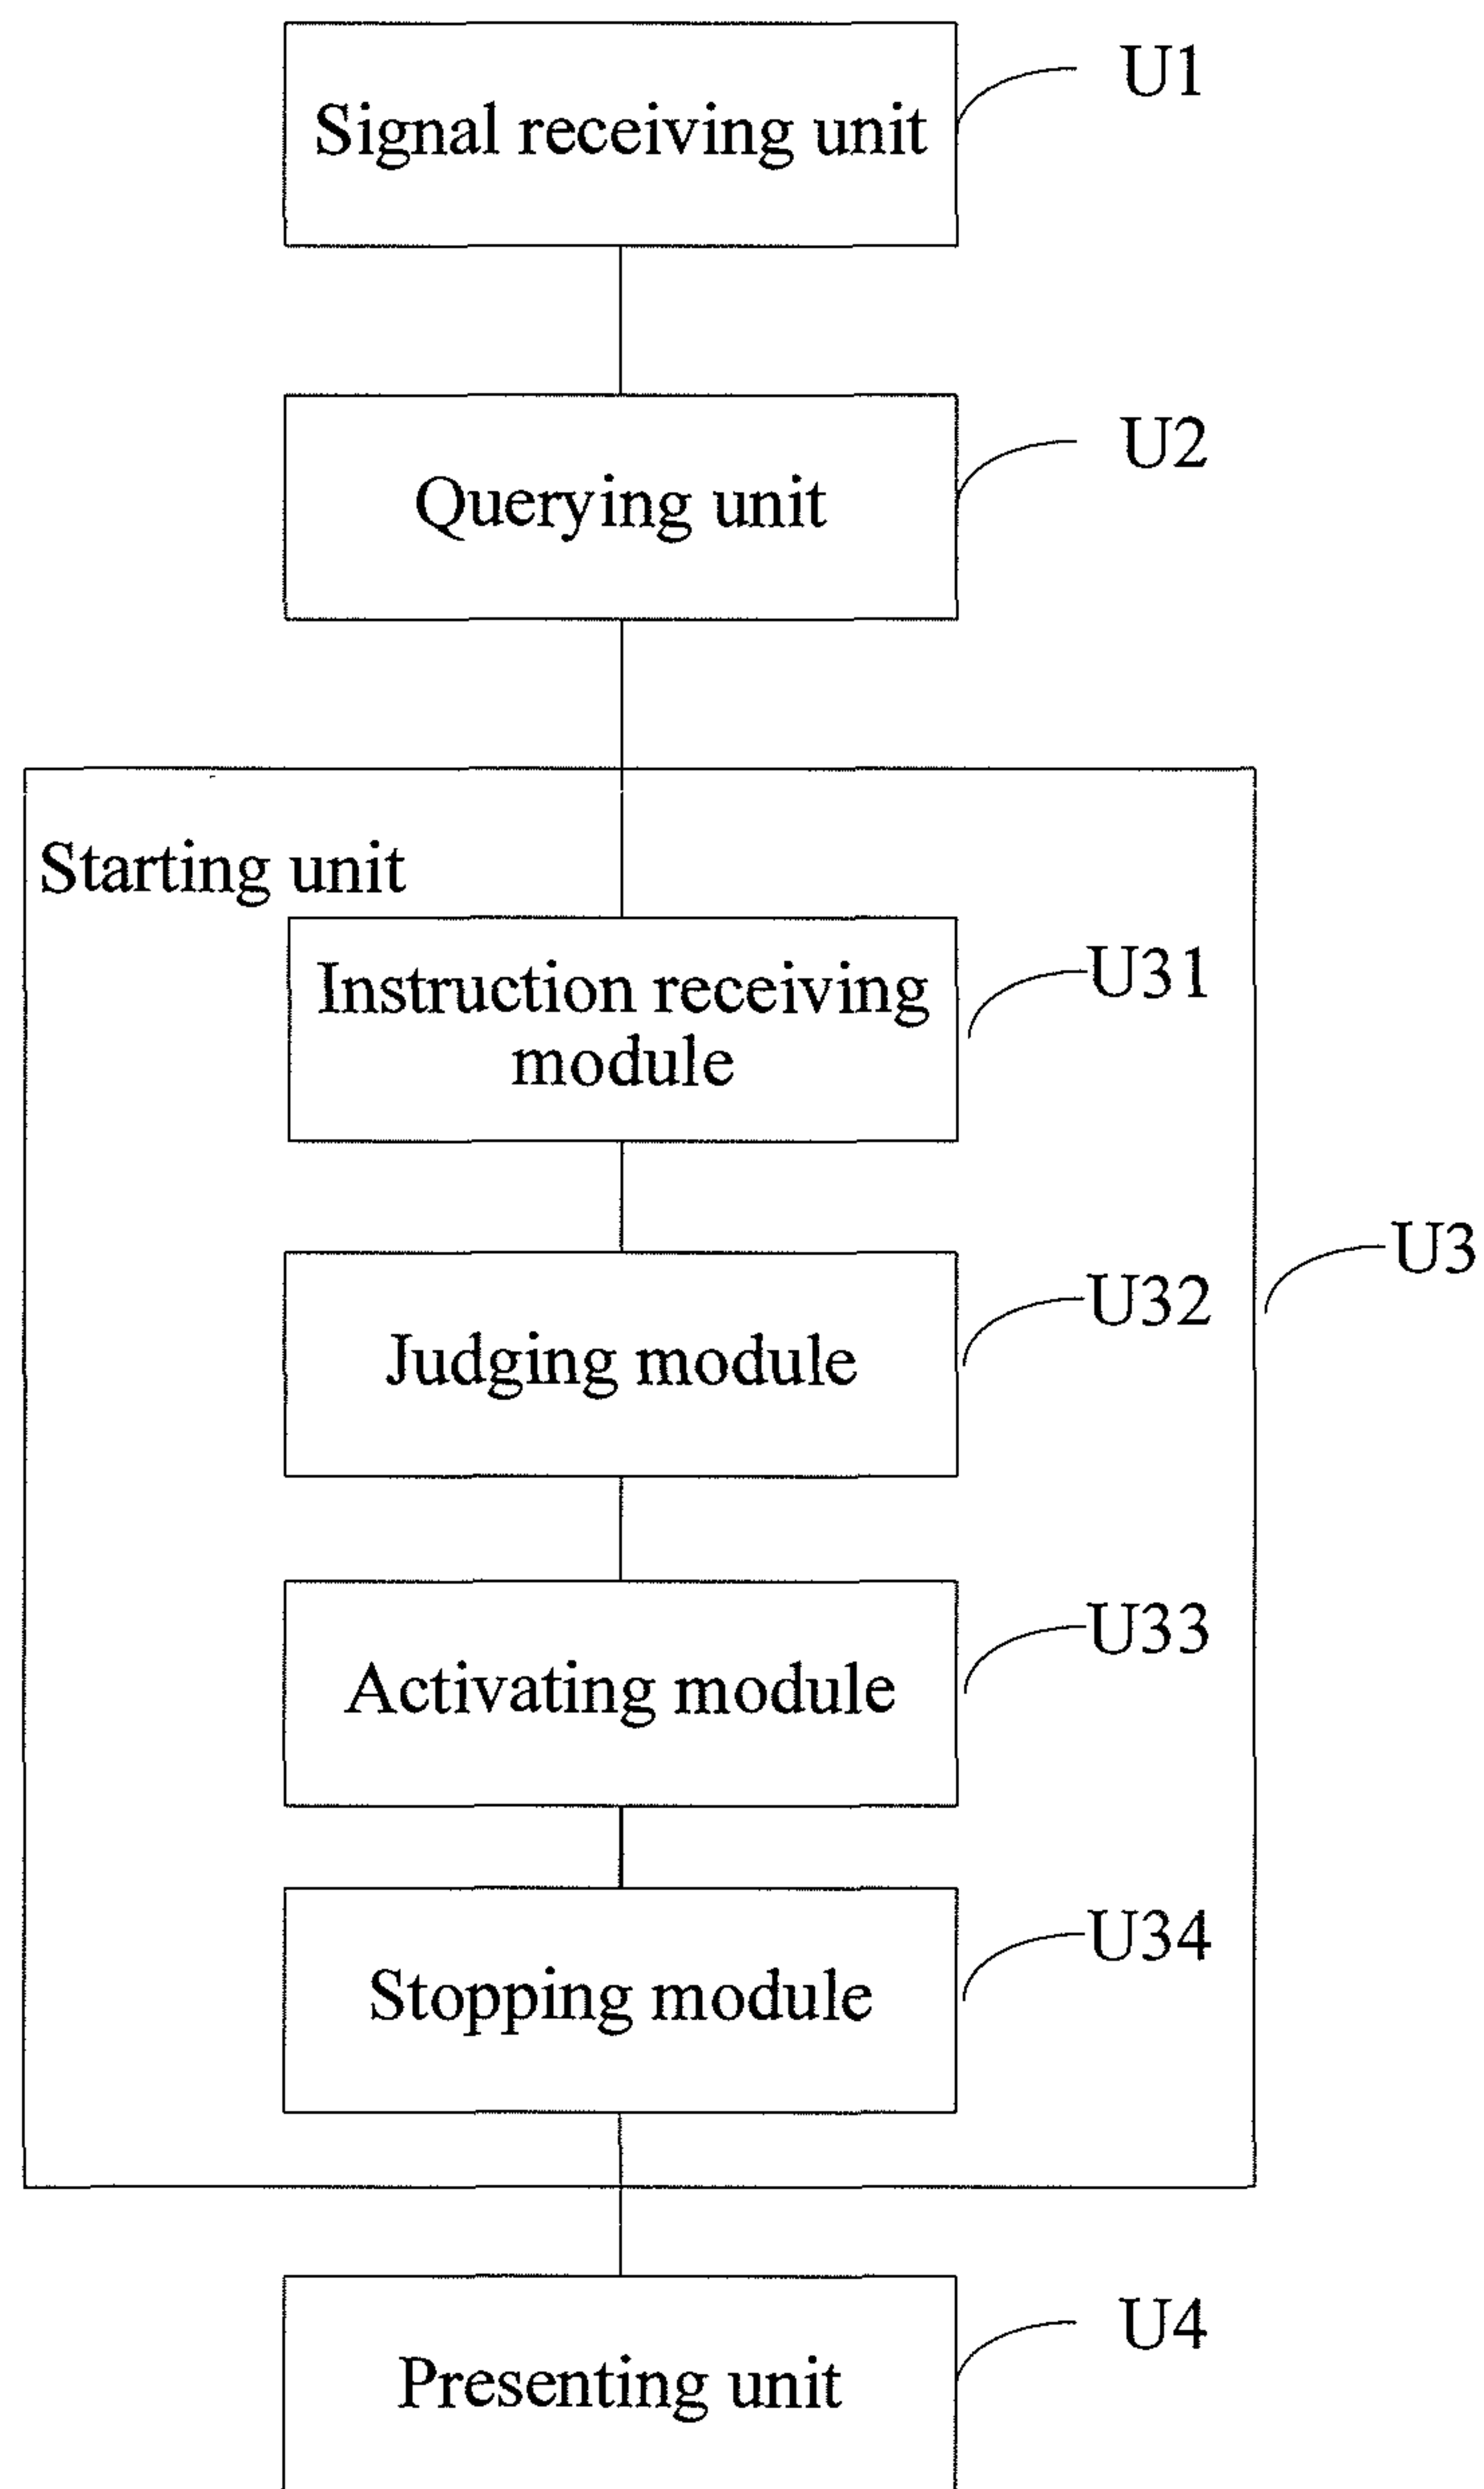 Signal receiving unit
U1
Querying unit
U2
Starting unit
Instruction receiving
module
U31
Judging module
U32
U3
Activating module
U33
Stopping module
U34
Presenting unit
U4